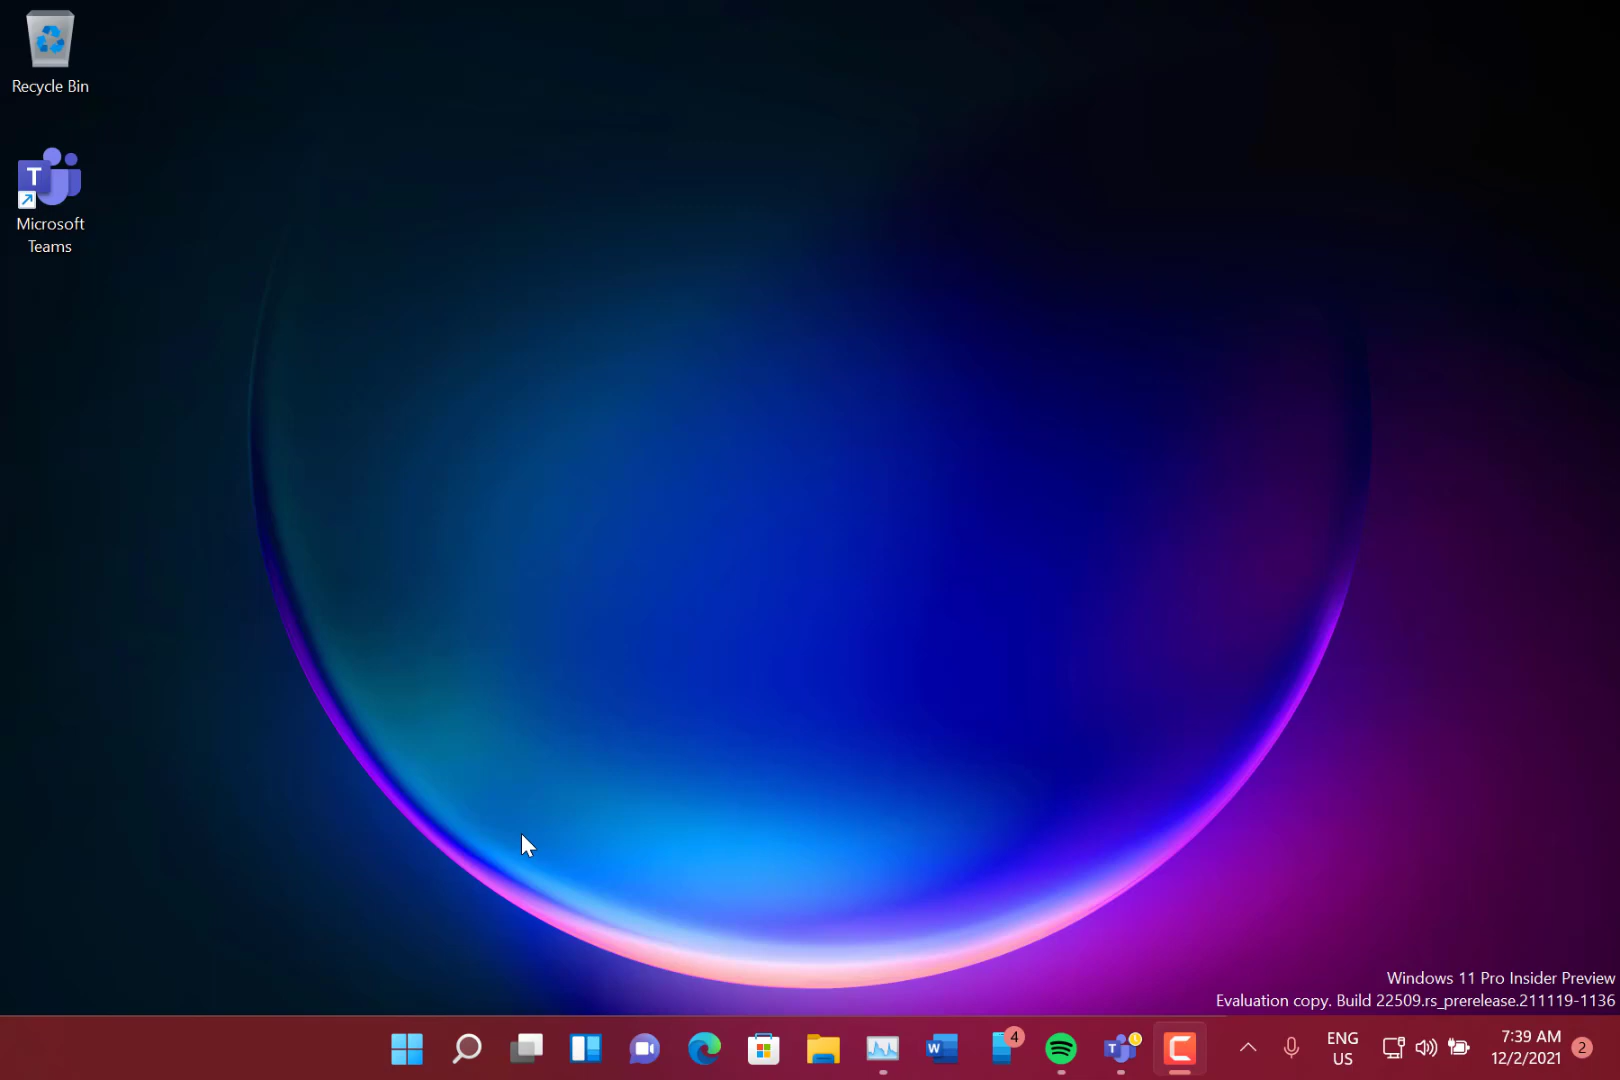 Recycle Bin
T
Microsoft
Teams
Windows 11 Pro Insider Preview
Evaluation copy. Build 22509.rs_prerelease.211119-1136
W
4
T
!
C
ENG
US
7:39 AM
12/2/2021
2